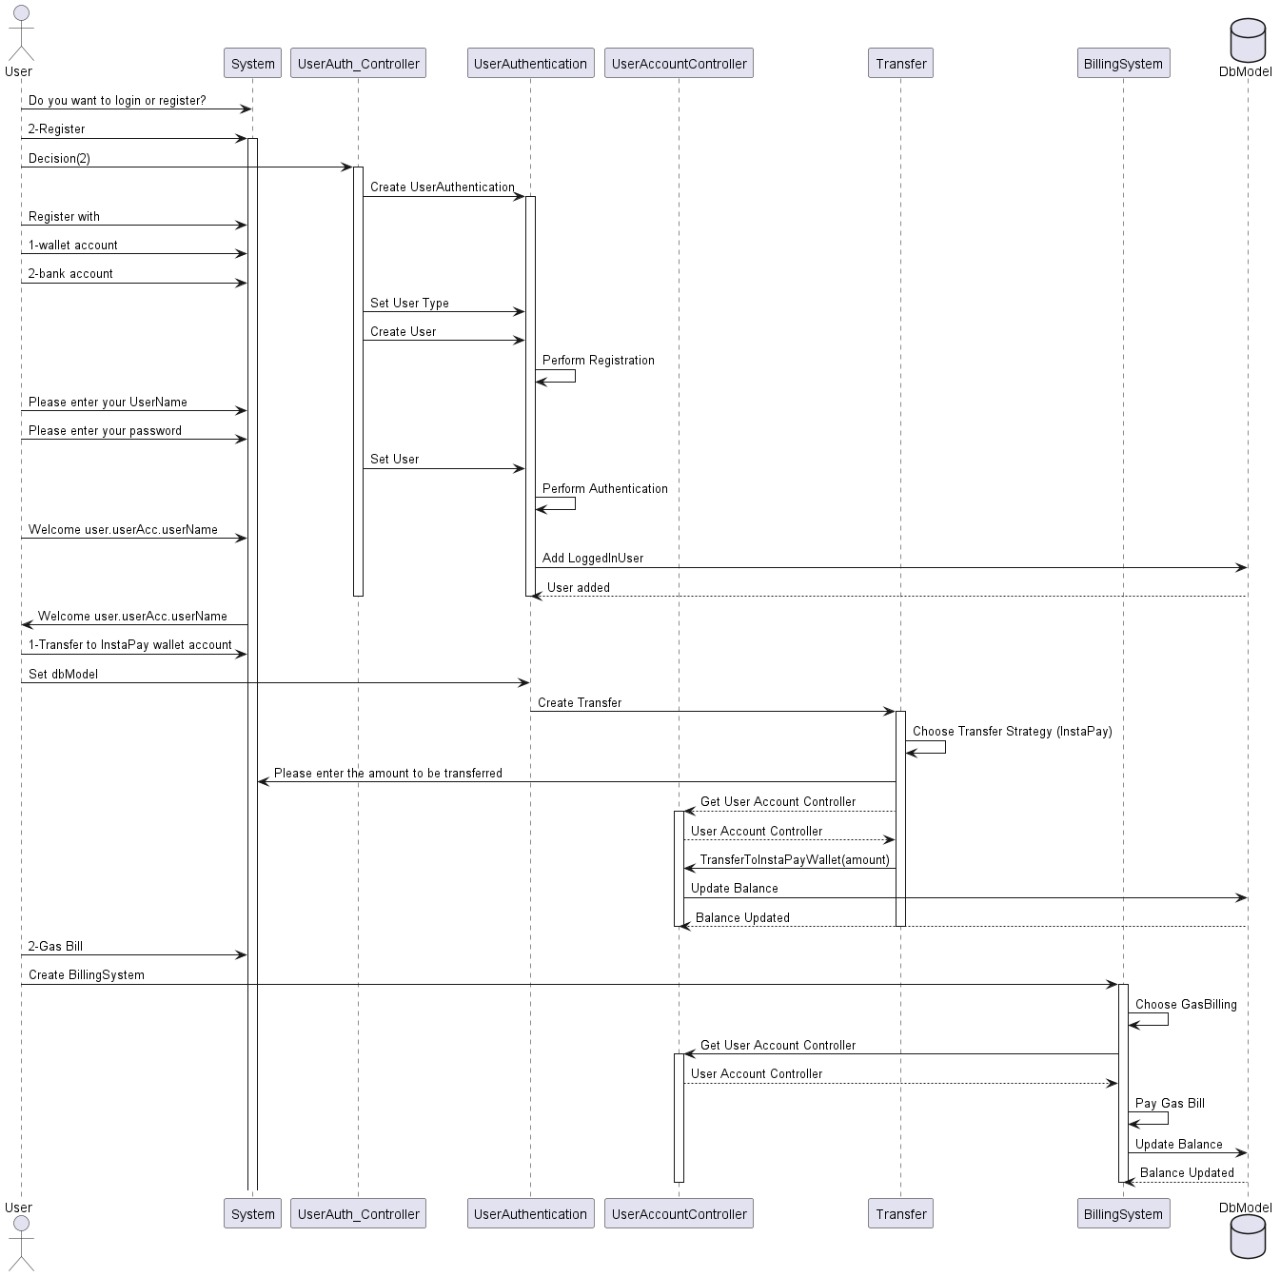 User
System
UserAuth_Controller
UserAuthentication
UserAccountController
Transfer
BillingSystem
DbModel
Do you want to login or register?
2-Register
Decision(2)
Create UserAuthentication
Register with
1-wallet account
2-bank account
Set User Type
Create User
Perform Registration
Please enter your UserName
Please enter your password
Set User
Perform Authentication
Welcome user.userAcc.userName
Add LoggedInUser
User added
Welcome user.userAcc.userName
1-Transfer to InstaPay wallet account
Set dbModel
Create Transfer
Choose Transfer Strategy (InstaPay)
Please enter the amount to be transferred
Get User Account Controller
User Account Controller
TransferToInstaPayWallet(amount)
Update Balance
Balance Updated
2-Gas Bill
Create BillingSystem
Choose GasBilling
Get User Account Controller
User Account Controller
Pay Gas Bill
Update Balance
Balance Updated
User
System
UserAuth_Controller
UserAuthentication
UserAccountController
Transfer
BillingSystem
DbModel